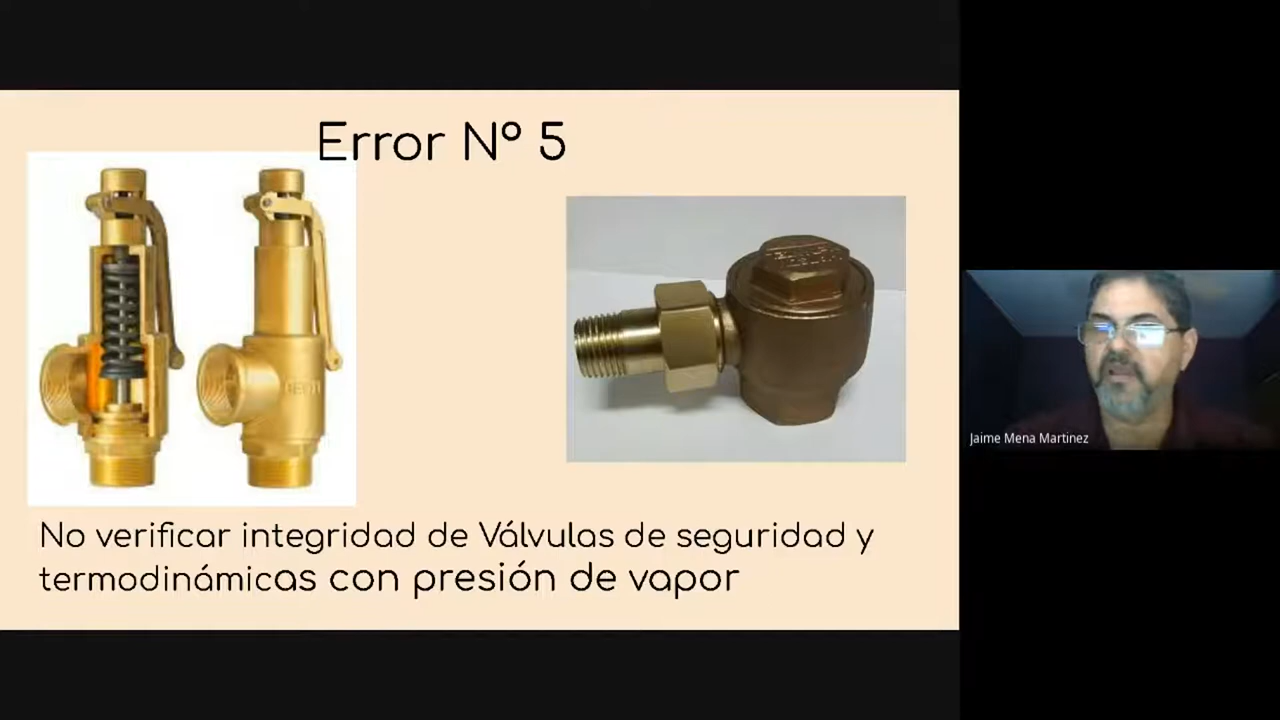 Error Nº 5
No verificar integridad de Válvulas de seguridad y
termodinámicas con presión de vapor
Jaime Mena Martinez